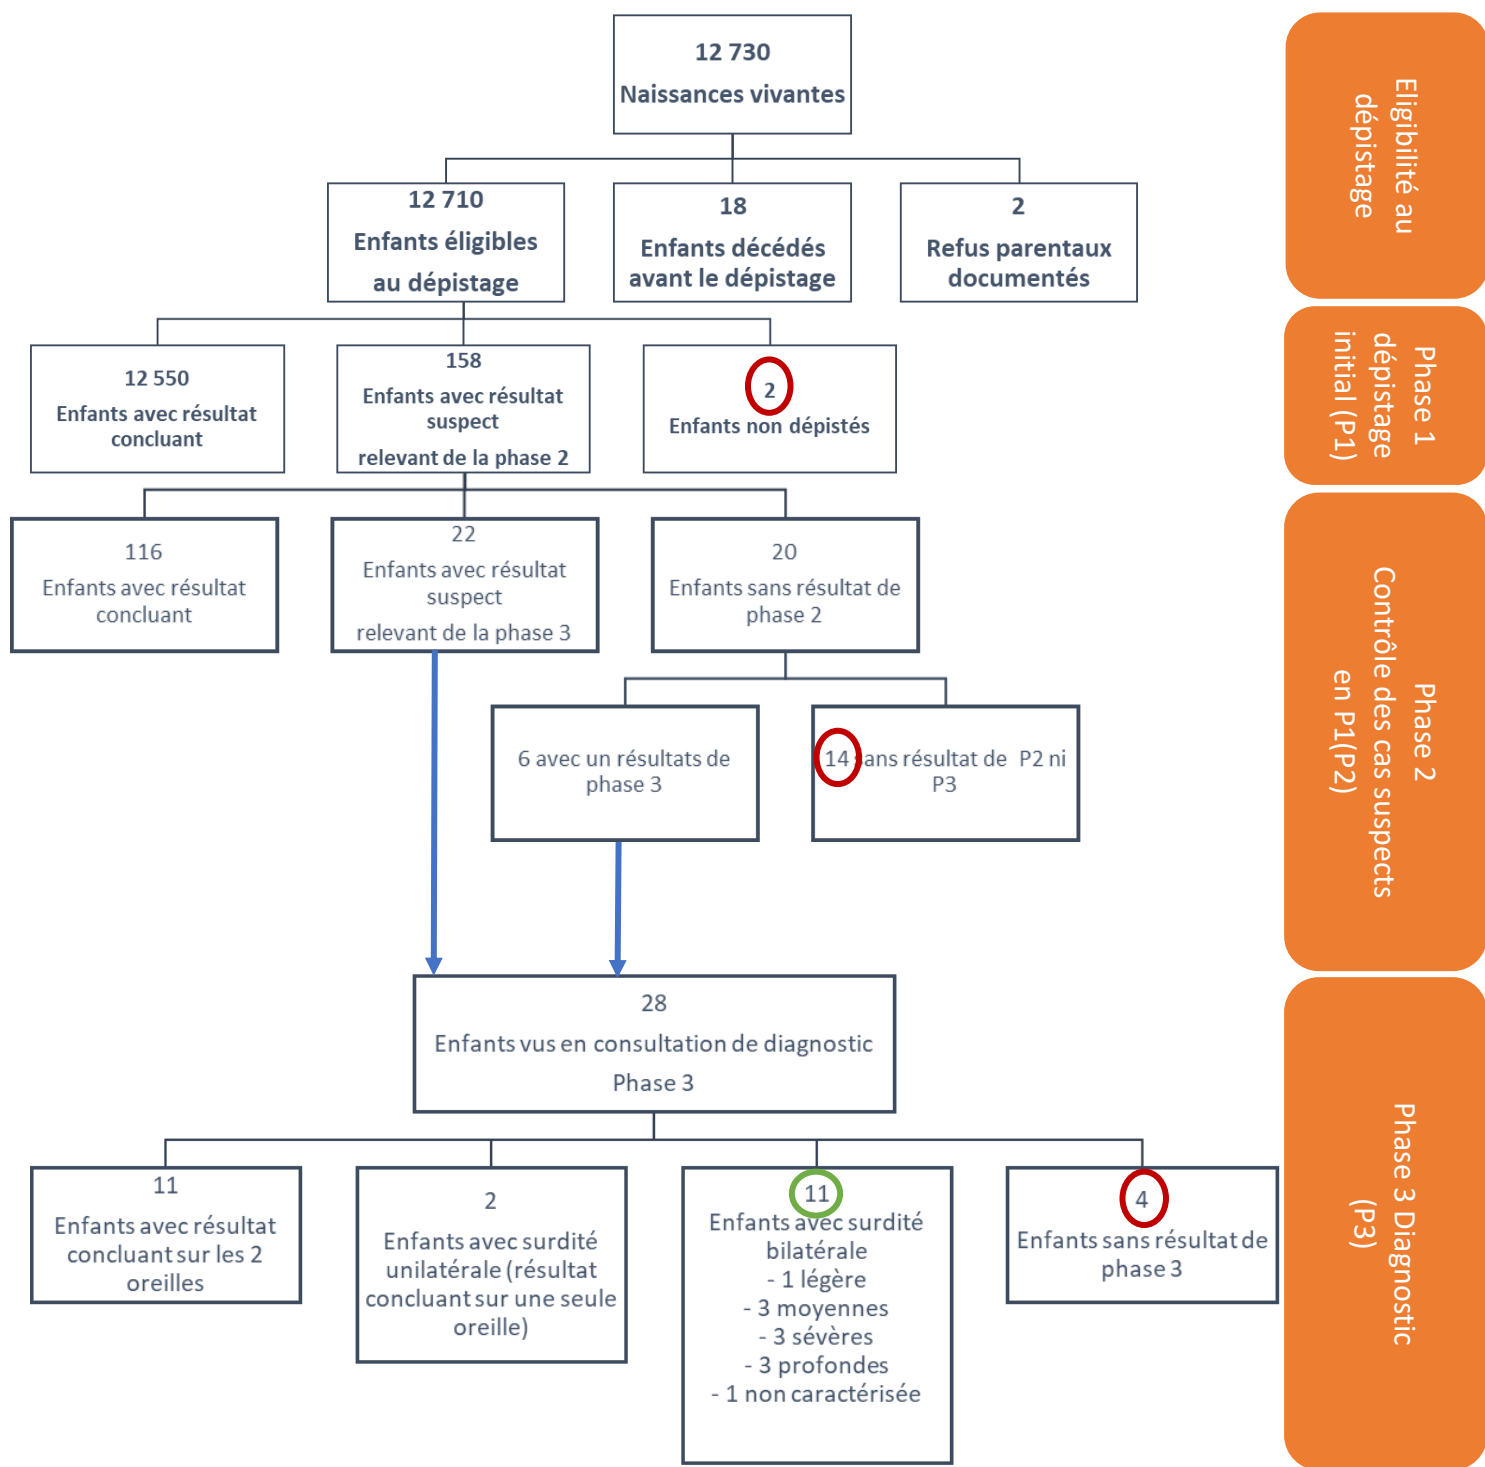 12 730
Naissances vivantes
12 710
Enfants éligibles
au dépistage
18
Enfants décédés
avant le dépistage
2
Refus parentaux
documentés
Eligibilité au
dépistage
12 550
Enfants avec résultat
concluant
158
Enfants avec résultat
suspect
relevant de la phase 2
2
Enfants non dépistés
Phase 1
dépistage
initial (P1)
116
Enfants avec résultat
concluant
22
Enfants avec résultat
suspect
relevant de la phase 3
20
Enfants sans résultat de
phase 2
6 avec un résultats de
phase 3
14 sans résultat de P2 ni
P3
Phase 2
Contrôle des cas suspects
en P1(P2)
28
Enfants vus en consultation de diagnostic
Phase 3
11
Enfants avec résultat
concluant sur les 2
oreilles
2
Enfants avec surdité
unilatérale (résultat
concluant sur une seule
oreille)
11
Enfants avec surdité
bilatérale
- 1 légère
- 3 moyennes
- 3 sévères
- 3 profondes
- 1 non caractérisée
4
Enfants sans résultat de
phase 3
Phase 3 Diagnostic
(P3)